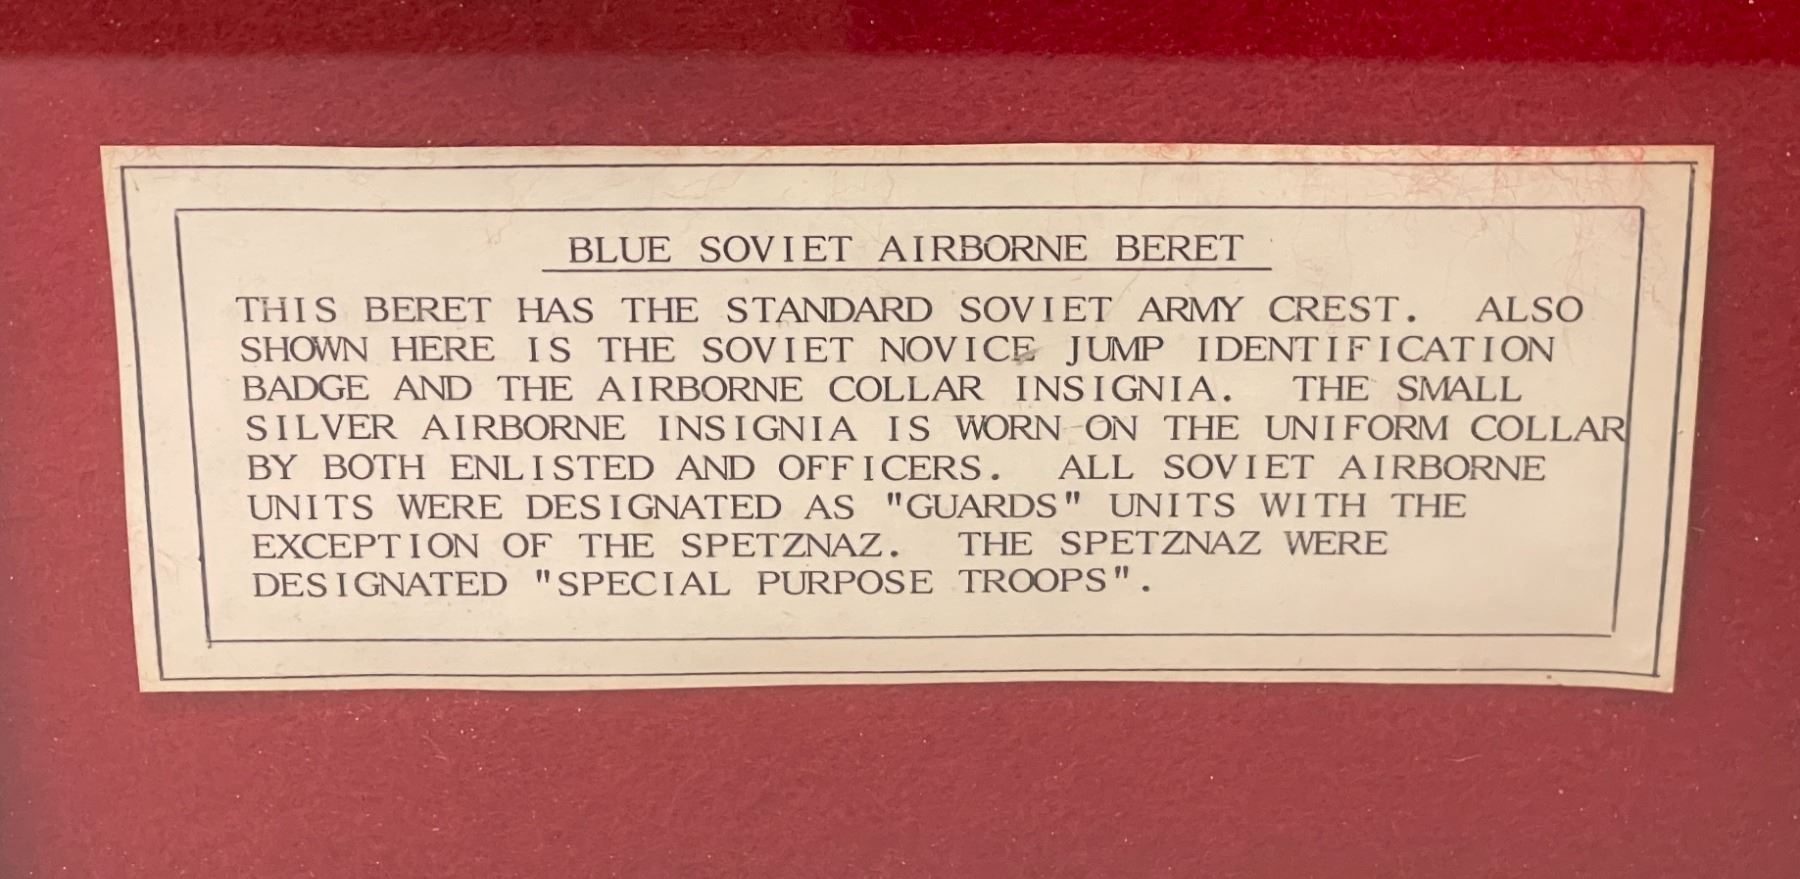 BLUE SOVIET AIRBORNE BERET
THIS BERET HAS THE STANDARD SOVIET ARMY CREST. ALSO
SHOWN HERE IS THE SOVIET NOVICE JUMP IDENTIFICATION
BADGE AND THE AIRBORNE COLLAR INSIGNIA. THE SMALL
SILVER AIRBORNE INSIGNIA IS WORN ON THE UNIFORM COLLAR
BY BOTH ENLISTED AND OFFICERS. ALL SOVIET AIRBORNE
UNITS WERE DESIGNATED AS "GUARDS" UNITS WITH THE
EXCEPTION OF THE SPETZNAZ. THE SPETZNAZ WERE
DESIGNATED "SPECIAL PURPOSE TROOPS".